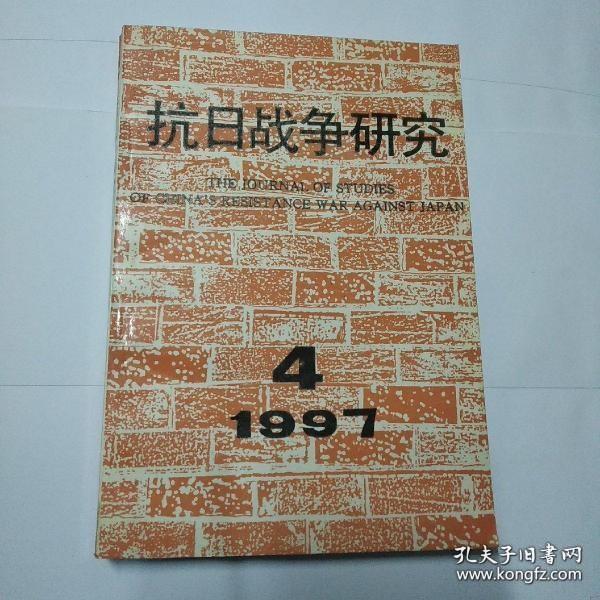 抗日战争研究
THE JOURNAL OF STUDIES
OF CHINA'S RESISTANCE WAR AGAINST JAPAN
4
1997
孔夫子旧書网
www.kongfz.com